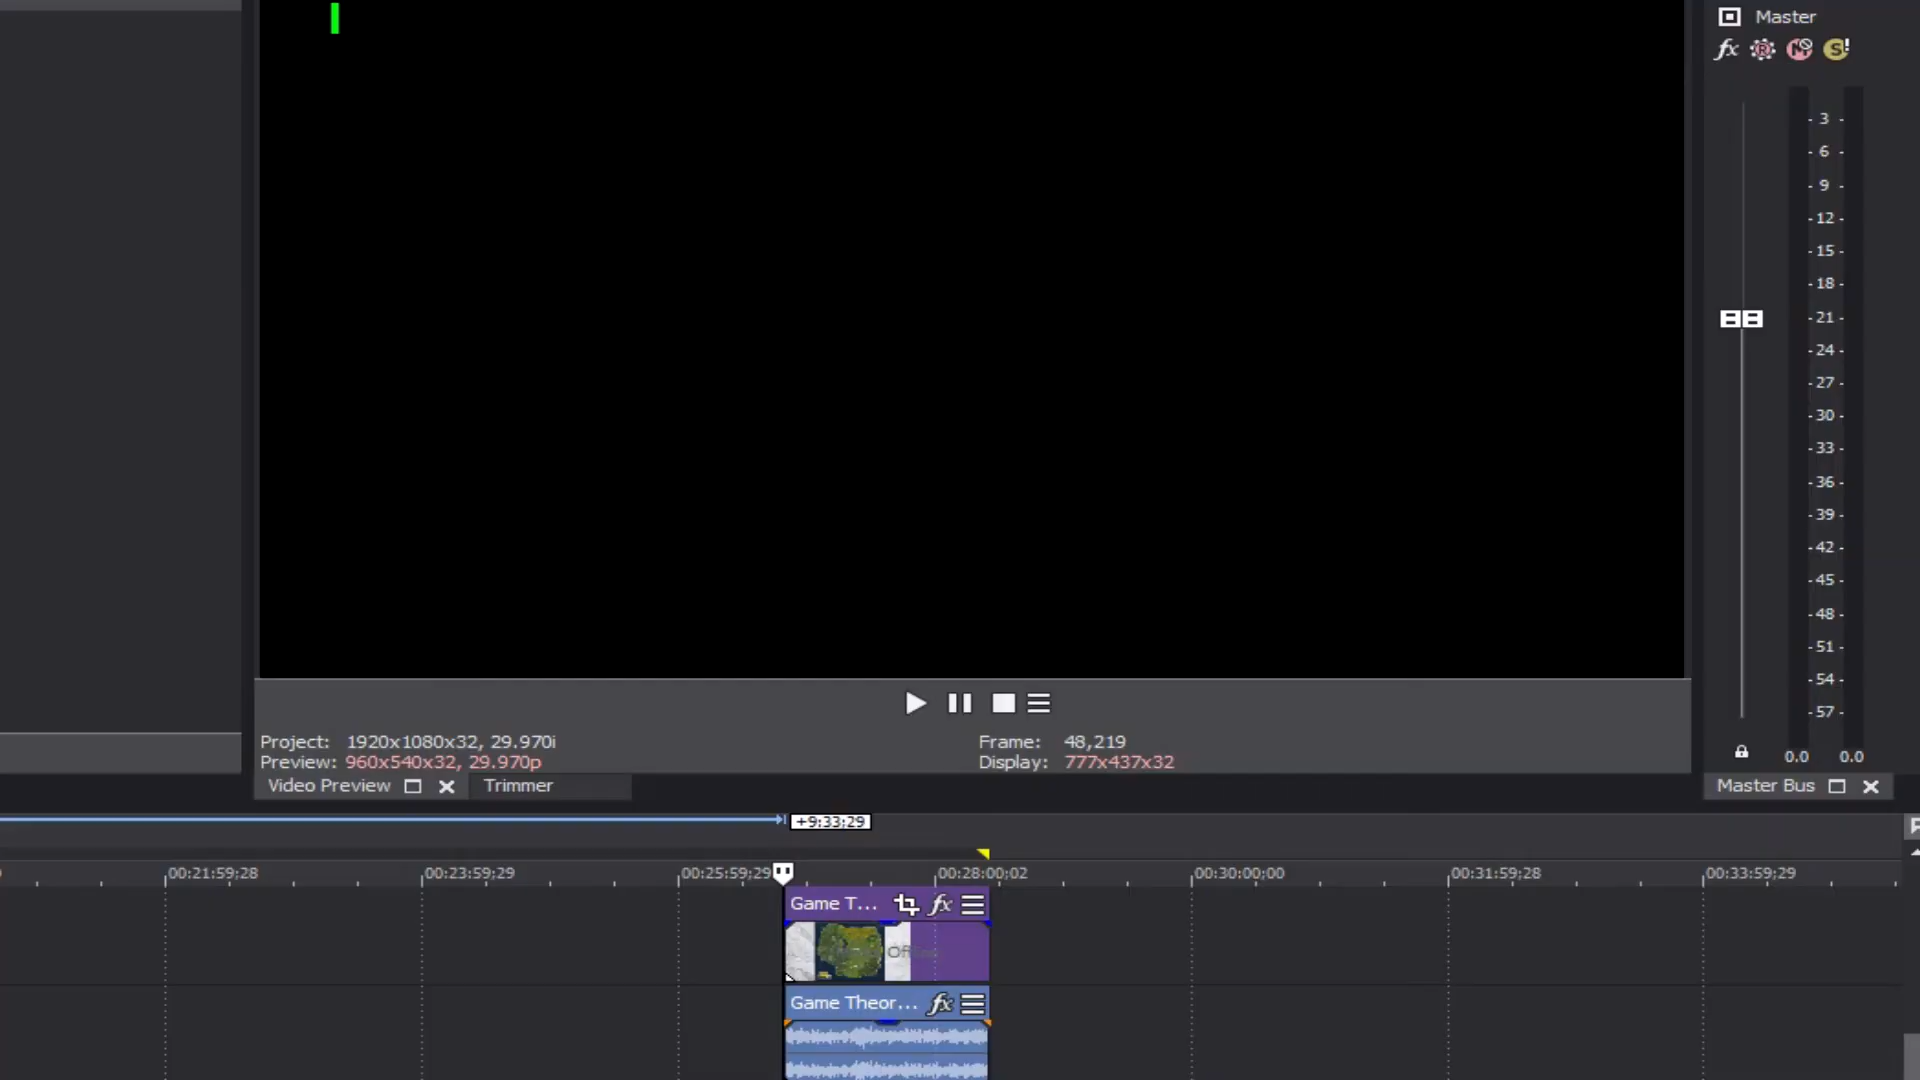 Master
fx R M S!
- 3 -
- 6 -
- 9 -
- 12 -
- 15 -
- 18 -
- 21 -
- 24 -
- 27 -
- 30 -
- 33 -
- 36 -
- 39 -
- 42 -
- 45 -
- 48 -
- 51 -
- 54 -
- 57 -
0.0 0.0
Project: 1920x1080x32, 29.970i
Frame: 48,219
Preview: 960x540x32, 29.970p
Display: 777x437x32
Video Preview
Trimmer
Master Bus
+9:33;29
00:21:59;28 00:23:59;29 00:25:59;29 00:28:00;02 00:30:00;00 00:31:59;28 00:33:59;29
Game T... fx
Game Theor... fx